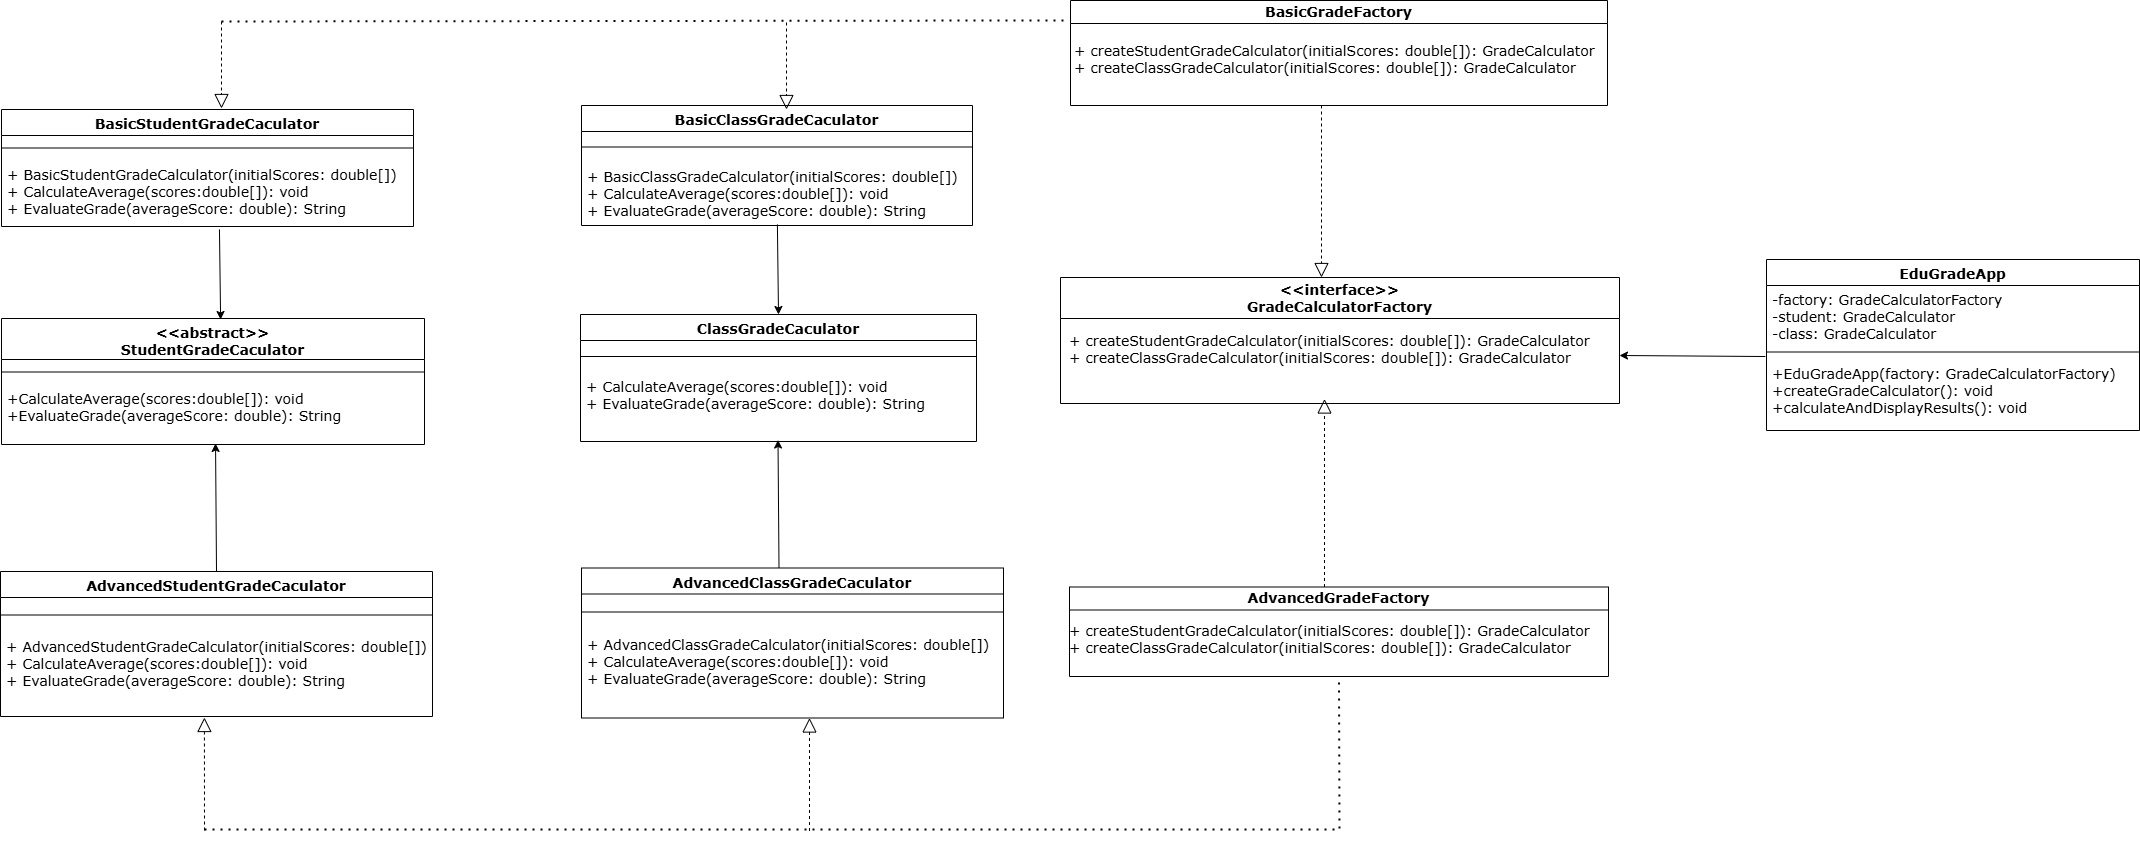 BasicGradeFactory
+ createStudentGradeCalculator(initialScores: double[]): GradeCalculator
+ createClassGradeCalculator(initialScores: double[]): GradeCalculator
BasicStudentGradeCaculator
+ BasicStudentGradeCalculator(initialScores: double[])
+ CalculateAverage(scores:double[]): void
+ EvaluateGrade(averageScore: double): String
BasicClassGradeCaculator
+ BasicClassGradeCalculator(initialScores: double[])
+ CalculateAverage(scores:double[]): void
+ EvaluateGrade(averageScore: double): String
<<abstract>>
StudentGradeCaculator
+CalculateAverage(scores:double[]): void
+EvaluateGrade(averageScore: double): String
ClassGradeCaculator
+ CalculateAverage(scores:double[]): void
+ EvaluateGrade(averageScore: double): String
<<interface>>
GradeCalculatorFactory
+ createStudentGradeCalculator(initialScores: double[]): GradeCalculator
+ createClassGradeCalculator(initialScores: double[]): GradeCalculator
EduGradeApp
-factory: GradeCalculatorFactory
-student: GradeCalculator
-class: GradeCalculator
+EduGradeApp(factory: GradeCalculatorFactory)
+createGradeCalculator(): void
+calculateAndDisplayResults(): void
AdvancedStudentGradeCaculator
+ AdvancedStudentGradeCalculator(initialScores: double[])
+ CalculateAverage(scores:double[]): void
+ EvaluateGrade(averageScore: double): String
AdvancedClassGradeCaculator
+ AdvancedClassGradeCalculator(initialScores: double[])
+ CalculateAverage(scores:double[]): void
+ EvaluateGrade(averageScore: double): String
AdvancedGradeFactory
+ createStudentGradeCalculator(initialScores: double[]): GradeCalculator
+ createClassGradeCalculator(initialScores: double[]): GradeCalculator